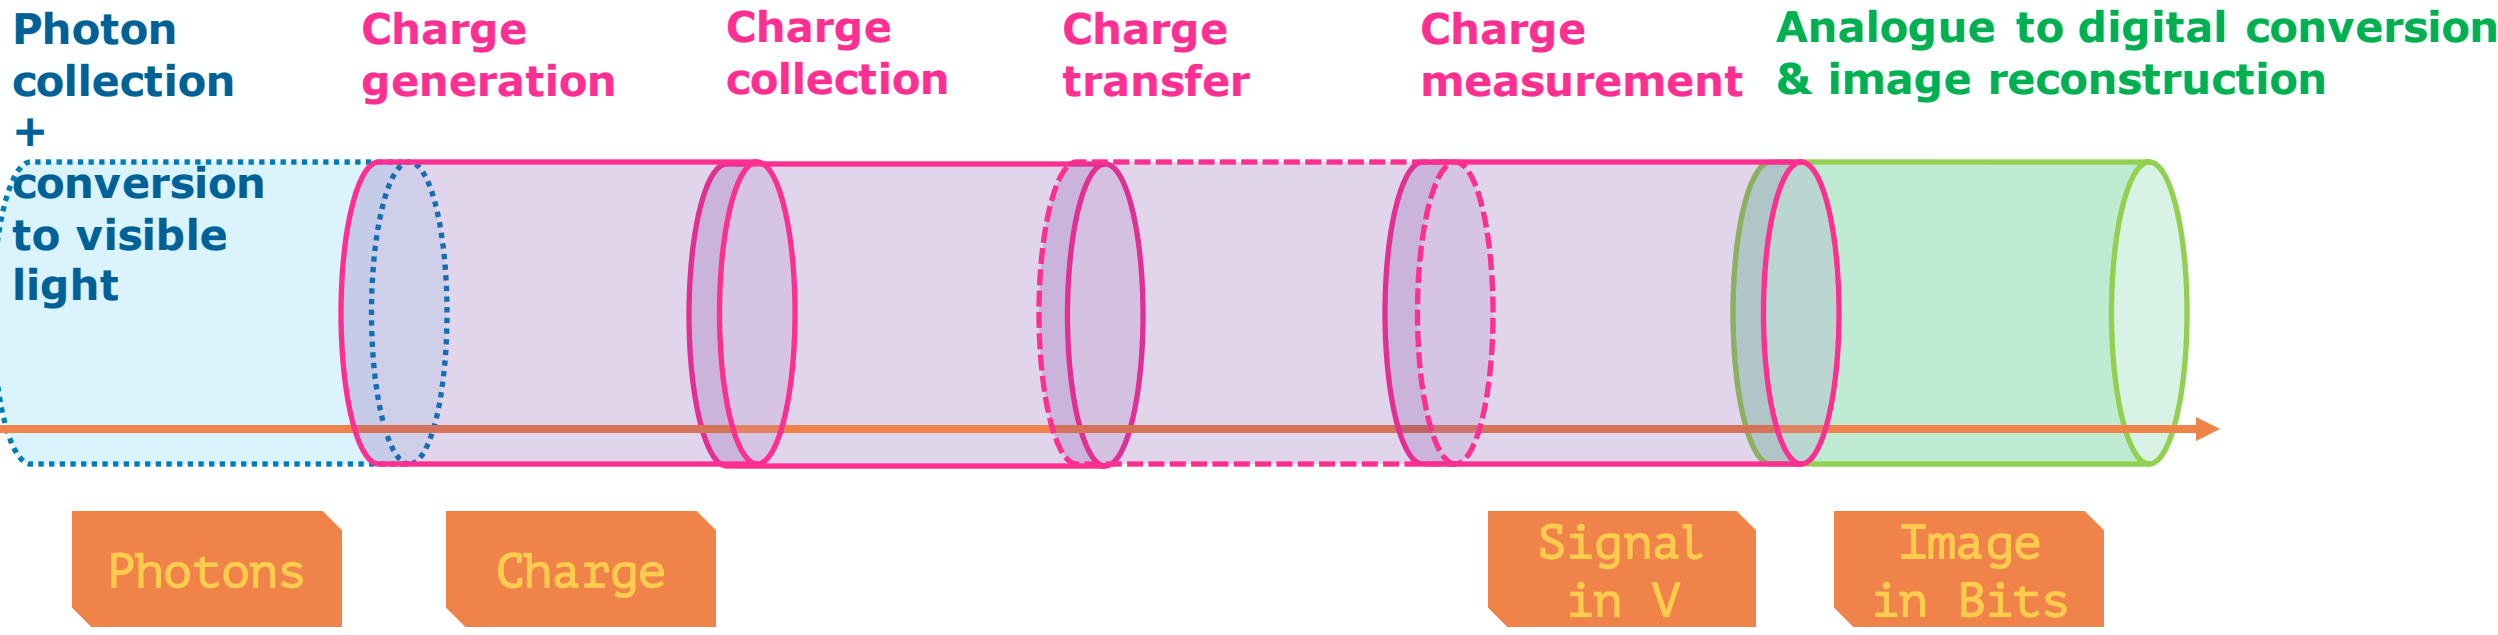 Photon
collection
+
conversion
to visible
light
Charge
generation
Charge
collection
Charge
transfer
Charge
measurement
Analogue to digital conversion
& image reconstruction
Photons
Charge
Signal
in V
Image
in Bits